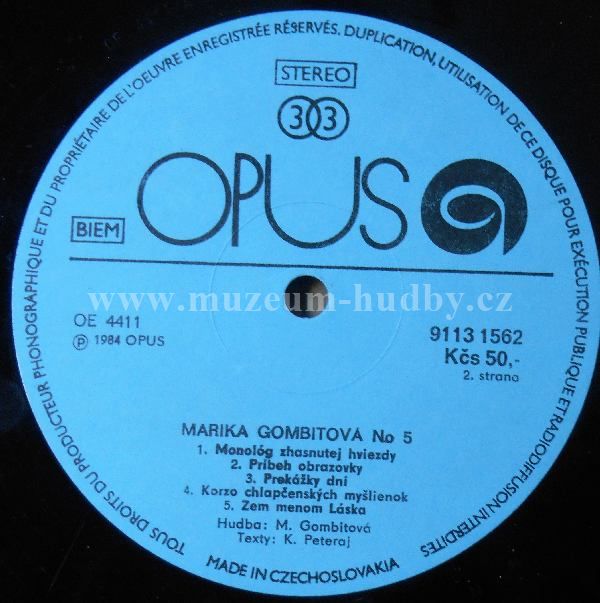 TOUS DROITS DU PRODUCTEUR PHONOGRAPHIQUE ET DU PROPRIÉTAIRE DE L'OEUVRE ENREGISTRÉE RÉSERVÉS. DUPLICATION, UTILISATION DE CE DISQUE POUR EXÉCUTION PUBLIQUE ET RADIODIFFUSION INTERDITES
STEREO
33
OPUS
BIEM
www.muzeum-hudby.cz
OE 4411
9113 1562
℗ 1984 OPUS
Kčs 50,-
2. strana
MARIKA GOMBITOVÁ No 5
1. Monológ zhasnutej hviezdy
2. Príbeh obrazovky
3. Prekážky dní
4. Korzo chlapčenských myšlienok
5. Zem menom Láska
Hudba: M. Gombitová
Texty: K. Peteraj
MADE IN CZECHOSLOVAKIA